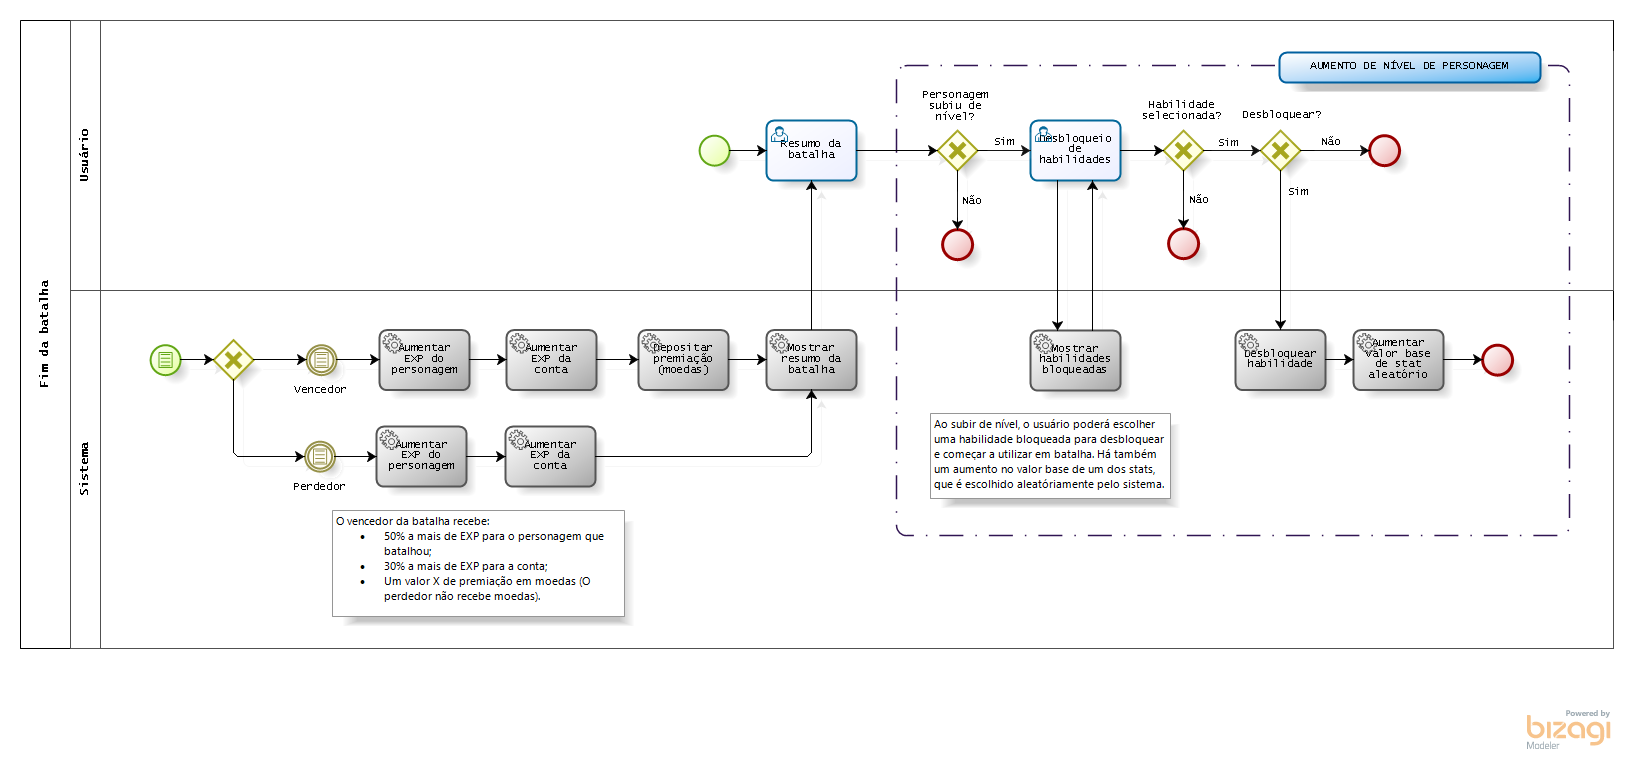 Fim da batalha
Usuário
Sistema
AUMENTO DE NÍVEL DE PERSONAGEM
Resumo da
batalha
Personagem
subiu de
nível?
Sim
Não
Desbloqueio
de
habilidades
Habilidade
selecionada?
Sim
Não
Desbloquear?
Não
Sim
Vencedor
Aumentar
EXP do
personagem
Aumentar
EXP da
conta
Depositar
premiação
(moedas)
Mostrar
resumo da
batalha
Mostrar
habilidades
bloqueadas
Desbloquear
habilidade
Aumentar
valor base
de stat
aleatório
Perdedor
Aumentar
EXP do
personagem
Aumentar
EXP da
conta
Ao subir de nível, o usuário poderá escolher
uma habilidade bloqueada para desbloquear
e começar a utilizar em batalha. Há também
um aumento no valor base de um dos stats,
que é escolhido aleatóriamente pelo sistema.
O vencedor da batalha recebe:
• 50% a mais de EXP para o personagem que
batalhou;
• 30% a mais de EXP para a conta;
• Um valor X de premiação em moedas (O
perdedor não recebe moedas).
Powered by
bizagi
Modeler